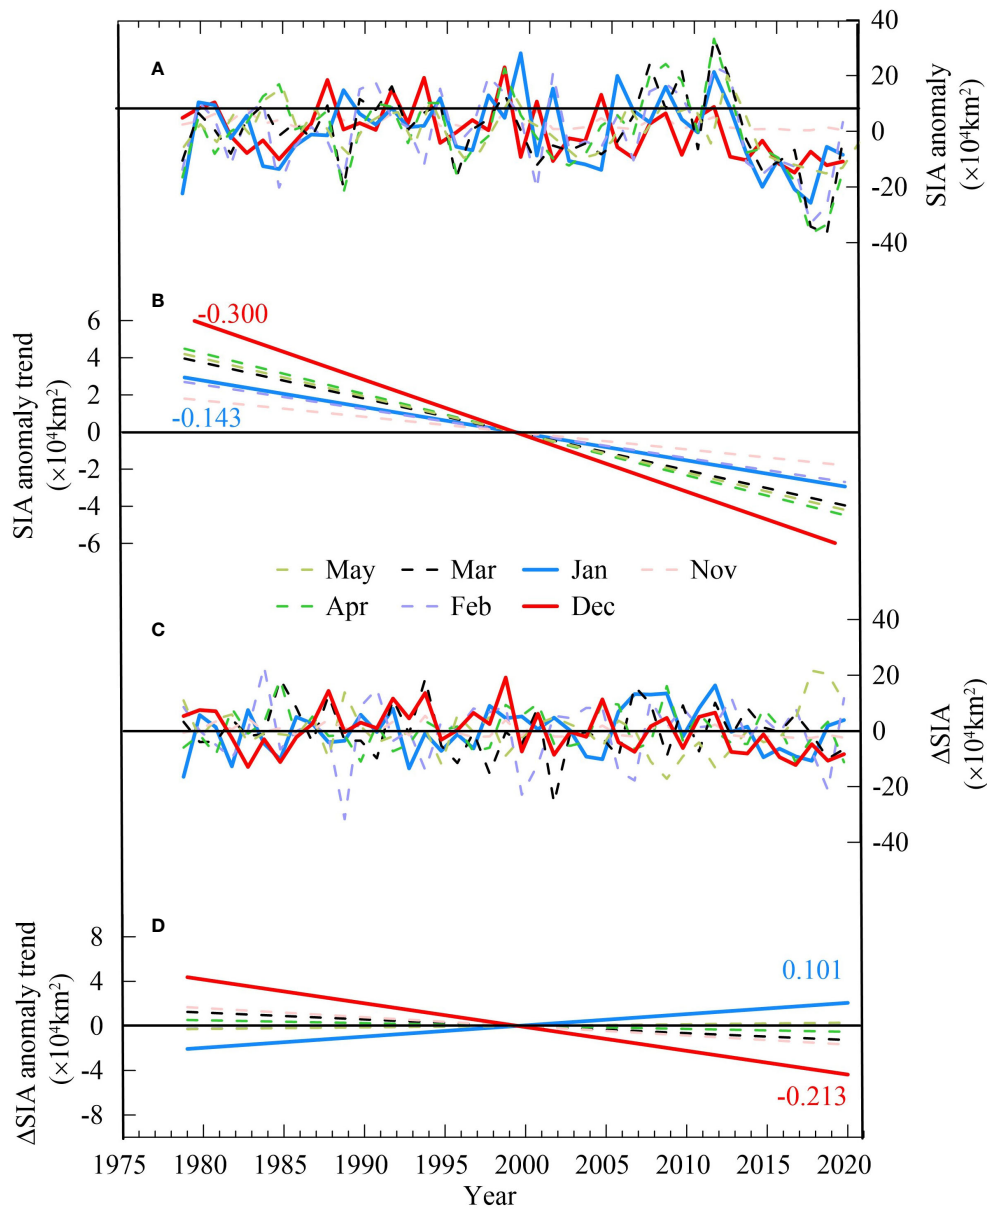 A
40
20
0
-20
-40
SIA anomaly
(×10⁴km²)
B
-0.300
-0.143
6
4
2
0
-2
-4
-6
SIA anomaly trend
(×10⁴km²)
May
Mar
Jan
Nov
Apr
Feb
Dec
C
40
20
0
-20
-40
ΔSIA
(×10⁴km²)
D
8
4
0
-4
-8
ΔSIA anomaly trend
(×10⁴km²)
0.101
-0.213
1975 1980 1985 1990 1995 2000 2005 2010 2015 2020
Year